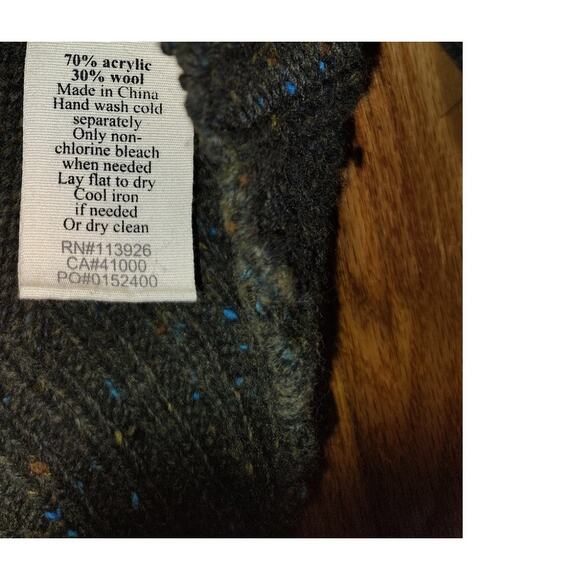 70% acrylic
30% wool
Made in China
Hand wash cold
separately
Only non-
chlorine bleach
when needed
Lay flat to dry
Cool iron
if needed
Or dry clean
RN#113926
CA#41000
PO#0152400